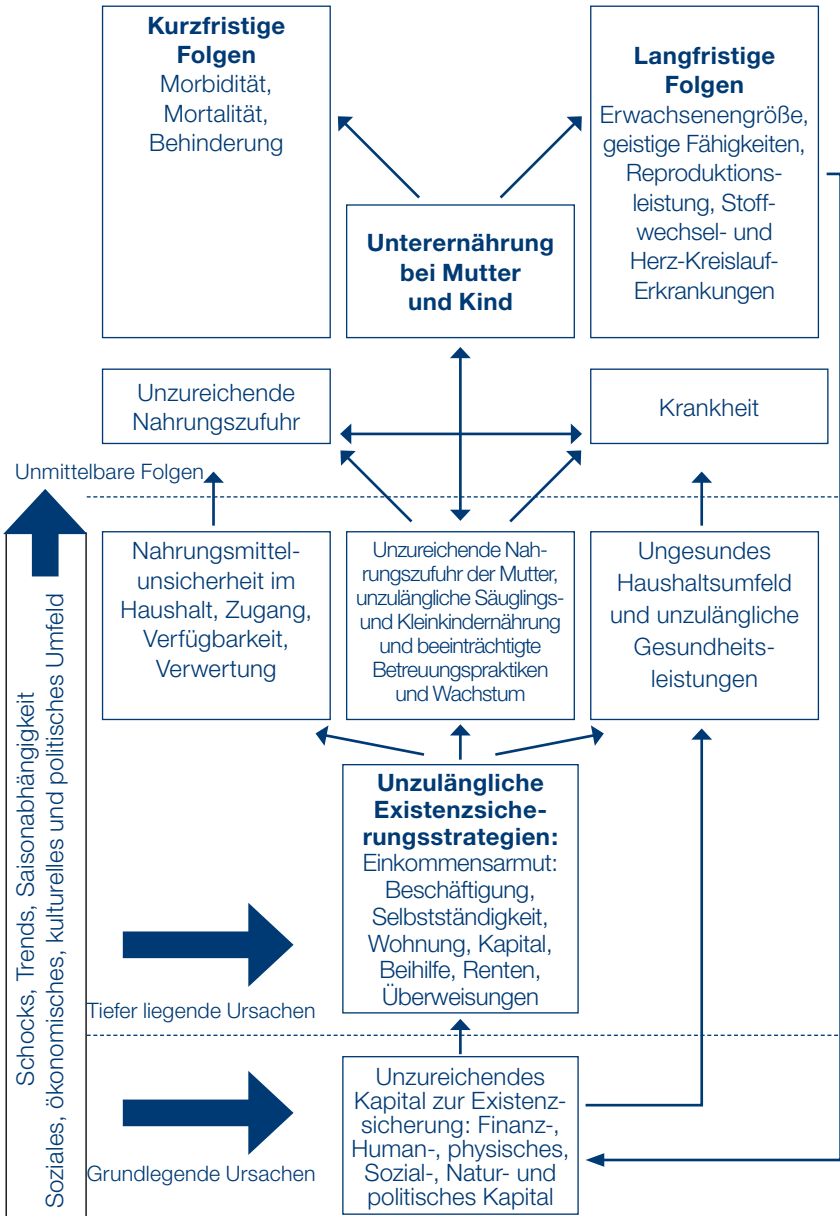 Kurzfristige
Folgen
Morbidität,
Mortalität,
Behinderung
Langfristige
Folgen
Erwachsenengröße,
geistige Fähigkeiten,
Reproduktions-
leistung, Stoff-
wechsel- und
Herz-Kreislauf-
Erkrankungen
Unterernährung
bei Mutter
und Kind
Unzureichende
Nahrungszufuhr
Krankheit
Unmittelbare Folgen
Nahrungsmittel-
unsicherheit im
Haushalt, Zugang,
Verfügbarkeit,
Verwertung
Unzureichende Nah-
rungszufuhr der Mutter,
unzulängliche Säuglings-
und Kleinkindernährung
und beeinträchtigte
Betreuungspraktiken
und Wachstum
Ungesundes
Haushaltsumfeld
und unzulängliche
Gesundheits-
leistungen
Unzulängliche
Existenzsiche-
rungsstrategien:
Einkommensarmut:
Beschäftigung,
Selbstständigkeit,
Wohnung, Kapital,
Beihilfe, Renten,
Überweisungen
Tiefer liegende Ursachen
Unzureichendes
Kapital zur Existenz-
sicherung: Finanz-,
Human-, physisches,
Sozial-, Natur- und
politisches Kapital
Grundlegende Ursachen
Schocks, Trends, Saisonabhängigkeit
Soziales, ökonomisches, kulturelles und politisches Umfeld